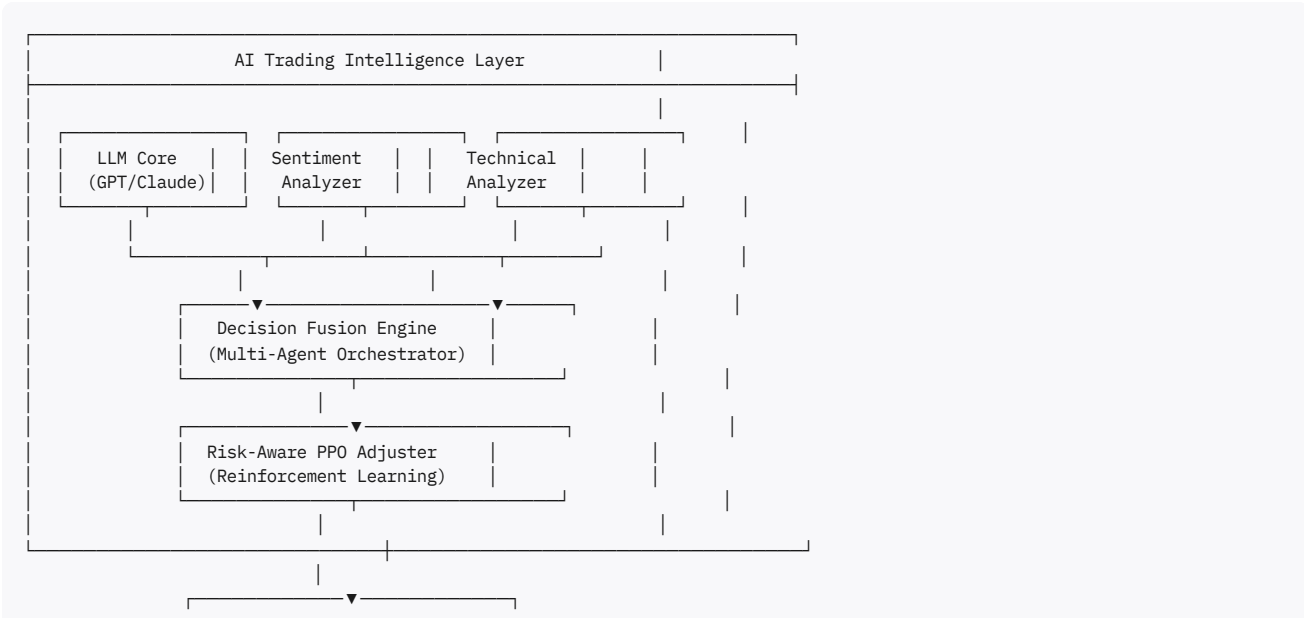 AI Trading Intelligence Layer
LLM Core Sentiment Technical
(GPT/Claude) Analyzer Analyzer
Decision Fusion Engine
(Multi-Agent Orchestrator)
Risk-Aware PPO Adjuster
(Reinforcement Learning)